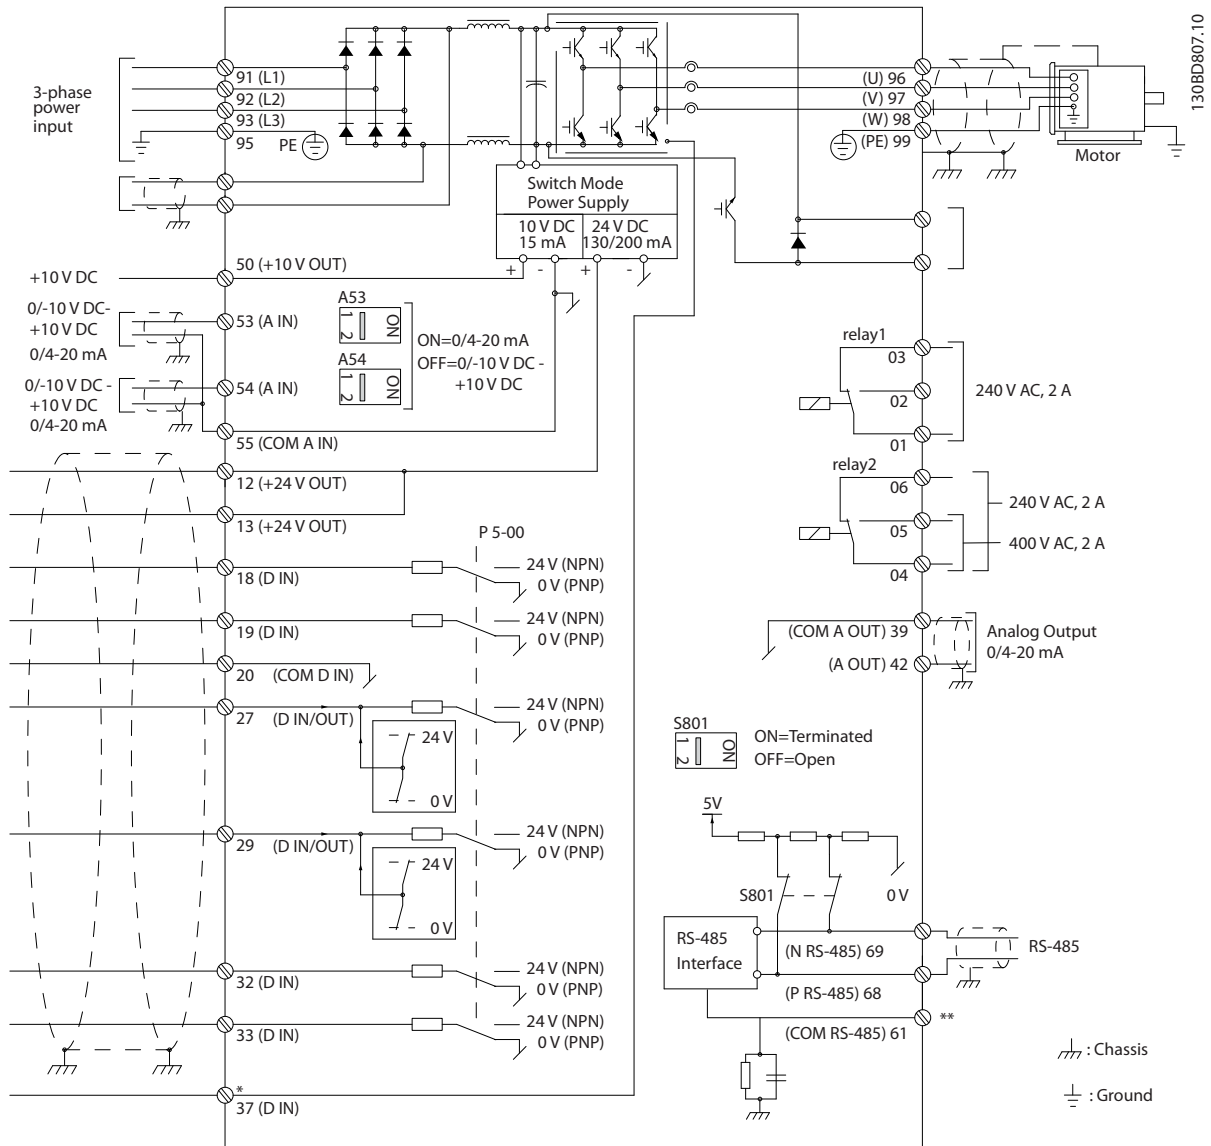 130BD807.10
3-phase
power
input
91 (L1)
92 (L2)
93 (L3)
95
PE
(U) 96
(V) 97
(W) 98
(PE) 99
Motor
Switch Mode
Power Supply
10 V DC
15 mA
24 V DC
130/200 mA
+ - + -
+10 V DC
50 (+10 V OUT)
0/-10 V DC-
+10 V DC
0/4-20 mA
53 (A IN)
0/-10 V DC -
+10 V DC
0/4-20 mA
54 (A IN)
55 (COM A IN)
A53
1 2 ON
A54
1 2 ON
ON=0/4-20 mA
OFF=0/-10 V DC -
+10 V DC
relay1
03
02
01
240 V AC, 2 A
relay2
06
05
04
240 V AC, 2 A
400 V AC, 2 A
12 (+24 V OUT)
13 (+24 V OUT)
P 5-00
18 (D IN)
24 V (NPN)
0 V (PNP)
19 (D IN)
24 V (NPN)
0 V (PNP)
20 (COM D IN)
27 (D IN/OUT)
24 V (NPN)
0 V (PNP)
24 V
0 V
29 (D IN/OUT)
24 V (NPN)
0 V (PNP)
24 V
0 V
32 (D IN)
24 V (NPN)
0 V (PNP)
33 (D IN)
24 V (NPN)
0 V (PNP)
*
37 (D IN)
(COM A OUT) 39
(A OUT) 42
Analog Output
0/4-20 mA
S801
1 2 ON
ON=Terminated
OFF=Open
5V
S801
0 V
RS-485
Interface
(N RS-485) 69
(P RS-485) 68
(COM RS-485) 61
RS-485
**
: Chassis
: Ground